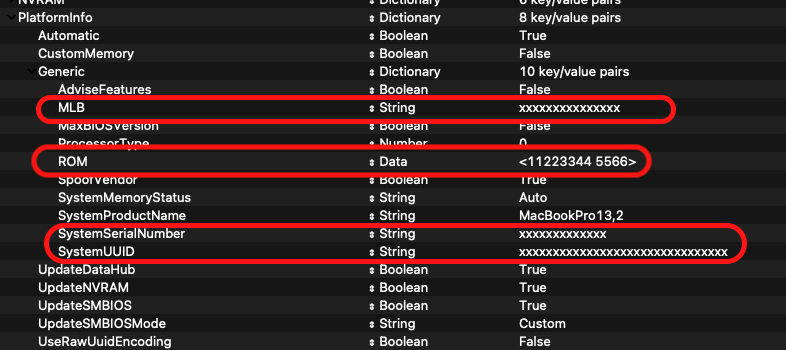 NVRAM Dictionary 6 key/value pairs
PlatformInfo Dictionary 8 key/value pairs
Automatic Boolean True
CustomMemory Boolean False
Generic Dictionary 10 key/value pairs
AdviseFeatures Boolean False
MLB String xxxxxxxxxxxxxxx
MaxBIOSVersion Boolean False
ProcessorType Number 0
ROM Data <11223344 5566>
SpoofVendor Boolean True
SystemMemoryStatus String Auto
SystemProductName String MacBookPro13,2
SystemSerialNumber String xxxxxxxxxxxxx
SystemUUID String xxxxxxxxxxxxxxxxxxxxxxxxxxxxxxx
UpdateDataHub Boolean True
UpdateNVRAM Boolean True
UpdateSMBIOS Boolean True
UpdateSMBIOSMode String Custom
UseRawUuidEncoding Boolean False